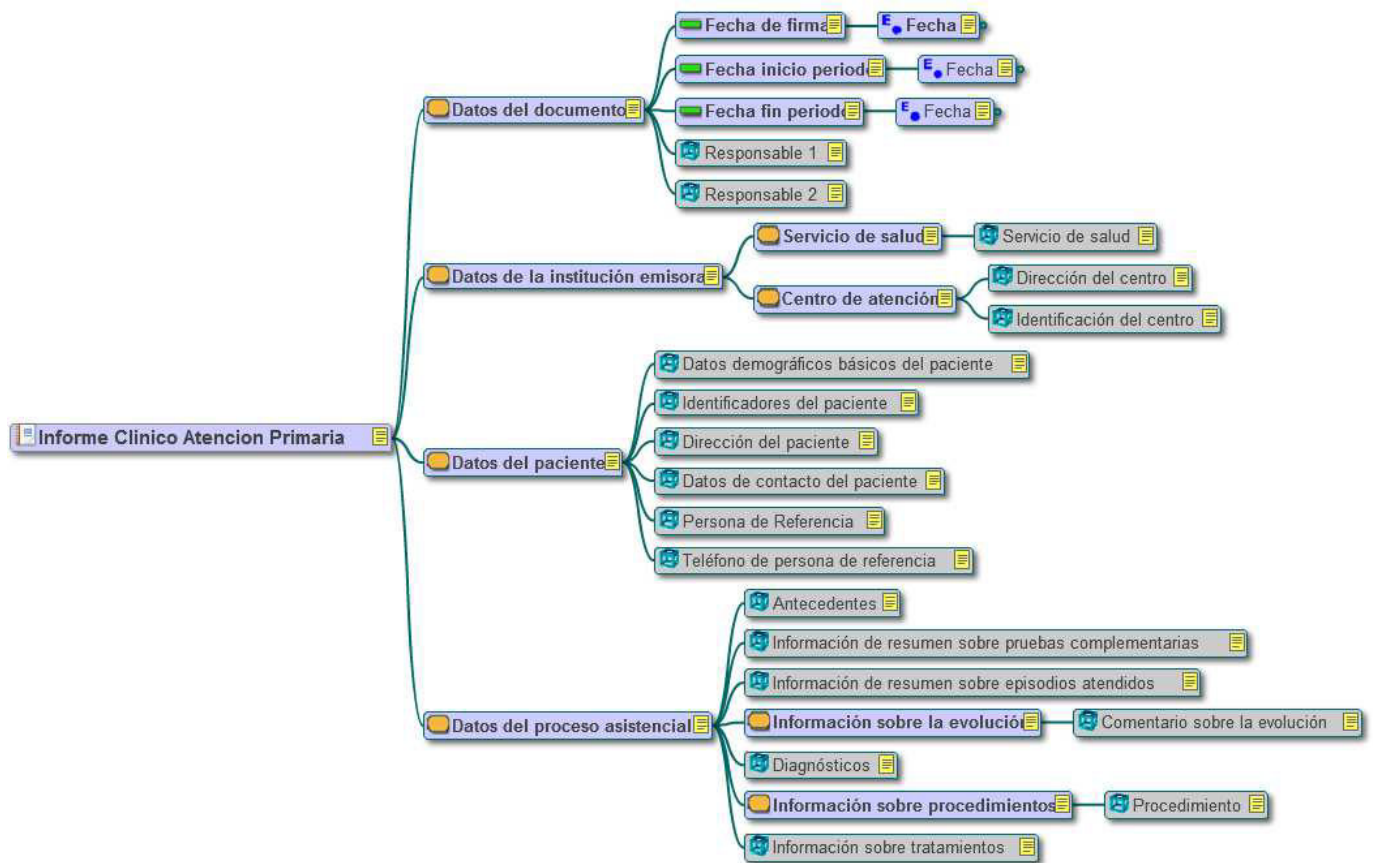 Informe Clinico Atencion Primaria
Datos del documento
Fecha de firma
E Fecha
Fecha inicio periodo
E Fecha
Fecha fin periodo
E Fecha
Responsable 1
Responsable 2
Datos de la institución emisora
Servicio de salud
Servicio de salud
Centro de atención
Dirección del centro
Identificación del centro
Datos del paciente
Datos demográficos básicos del paciente
Identificadores del paciente
Dirección del paciente
Datos de contacto del paciente
Persona de Referencia
Teléfono de persona de referencia
Datos del proceso asistencial
Antecedentes
Información de resumen sobre pruebas complementarias
Información de resumen sobre episodios atendidos
Información sobre la evolución
Comentario sobre la evolución
Diagnósticos
Información sobre procedimientos
Procedimiento
Información sobre tratamientos